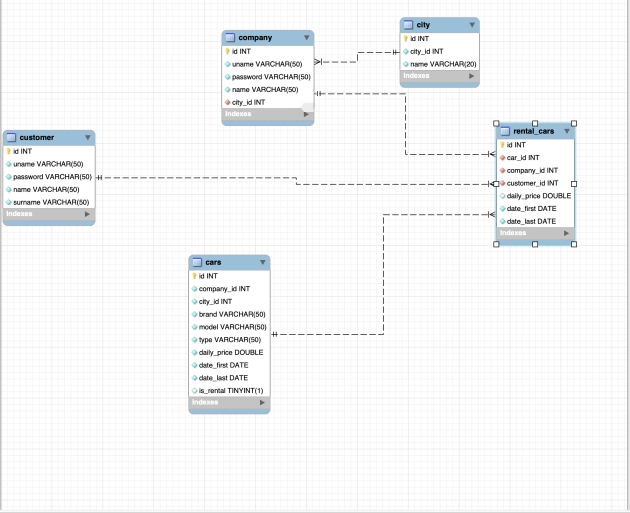 company
id INT
uname VARCHAR(50)
password VARCHAR(50)
name VARCHAR(50)
city_id INT
Indexes
city
id INT
city_id INT
name VARCHAR(20)
Indexes
customer
id INT
uname VARCHAR(50)
password VARCHAR(50)
name VARCHAR(50)
surname VARCHAR(50)
Indexes
rental_cars
id INT
car_id INT
company_id INT
customer_id INT
daily_price DOUBLE
date_first DATE
date_last DATE
Indexes
cars
id INT
company_id INT
city_id INT
brand VARCHAR(50)
model VARCHAR(50)
type VARCHAR(50)
daily_price DOUBLE
date_first DATE
date_last DATE
is_rental TINYINT(1)
Indexes